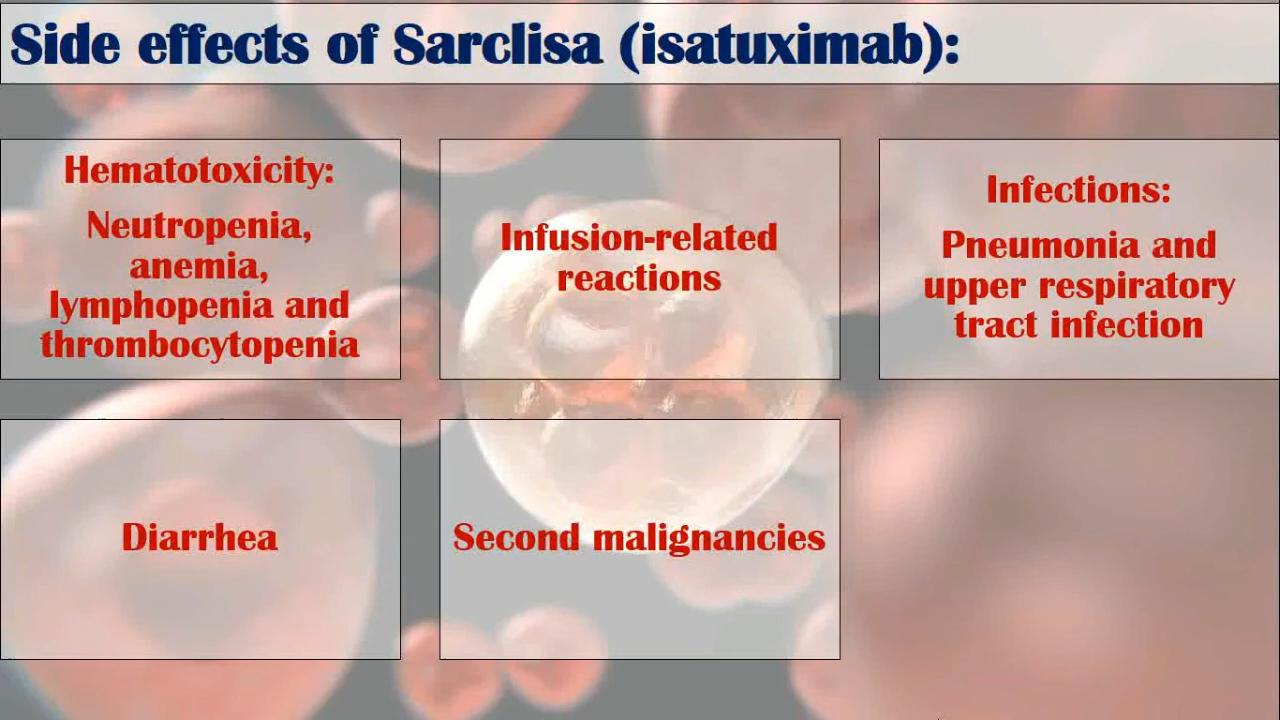 Side effects of Sarclisa (isatuximab):
Hematotoxicity:
Neutropenia,
anemia,
lymphopenia and
thrombocytopenia
Infusion-related
reactions
Infections:
Pneumonia and
upper respiratory
tract infection
Diarrhea
Second malignancies